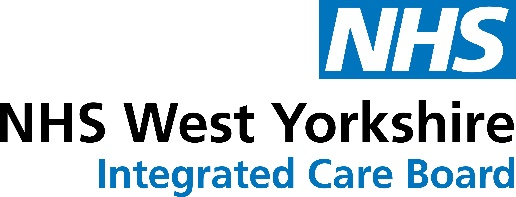 NHS
NHS West Yorkshire
Integrated Care Board